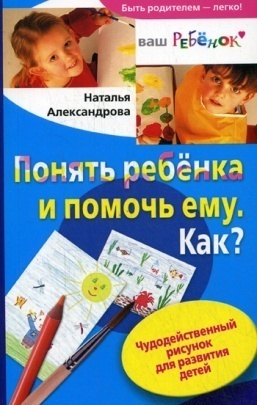 Быть родителем — легко!
ваш РЕБЁНОК
Наталья
Александрова
Понять ребёнка
и помочь ему.
Как?
Чудодейственный
рисунок
для развития
детей